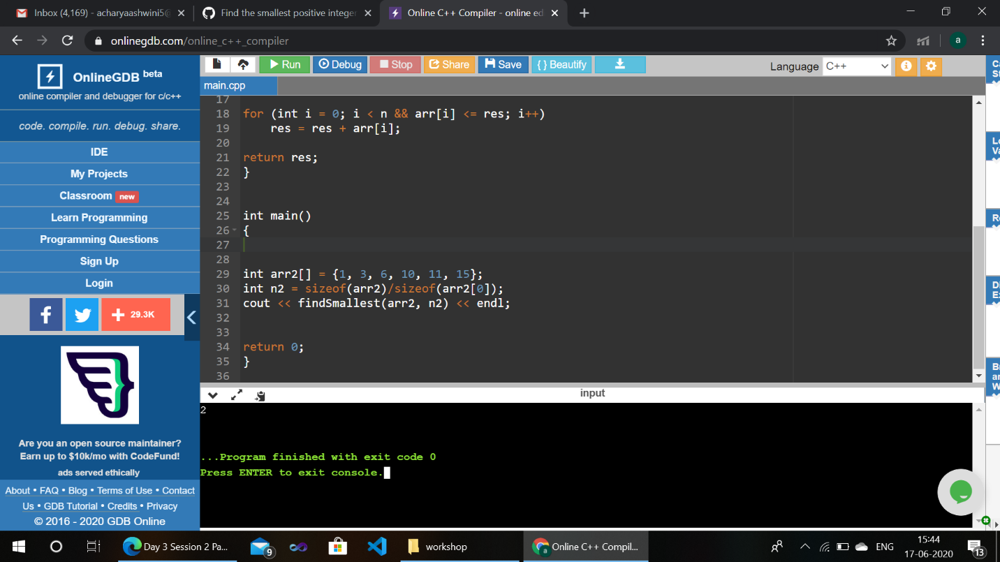 Inbox (4,169) - acharyaashwini5@
Find the smallest positive integer
Online C++ Compiler - online ed
onlinegdb.com/online_c++_compiler
a
OnlineGDB beta
online compiler and debugger for c/c++
code. compile. run. debug. share.
IDE
My Projects
Classroom new
Learn Programming
Programming Questions
Sign Up
Login
29.3K
Are you an open source maintainer?
Earn up to $10k/mo with CodeFund!
ads served ethically
About • FAQ • Blog • Terms of Use • Contact
Us • GDB Tutorial • Credits • Privacy
© 2016 - 2020 GDB Online
Run Debug Stop Share Save { } Beautify
Language C++
main.cpp
17
18 for (int i = 0; i < n && arr[i] <= res; i++)
19 res = res + arr[i];
20
21 return res;
22 }
23
24
25 int main()
26 {
27
28
29 int arr2[] = {1, 3, 6, 10, 11, 15};
30 int n2 = sizeof(arr2)/sizeof(arr2[0]);
31 cout << findSmallest(arr2, n2) << endl;
32
33
34 return 0;
35 }
36
input
2
...Program finished with exit code 0
Press ENTER to exit console.
Day 3 Session 2 Pa...
9
workshop
Online C++ Compil...
ENG
15:44
17-06-2020
13